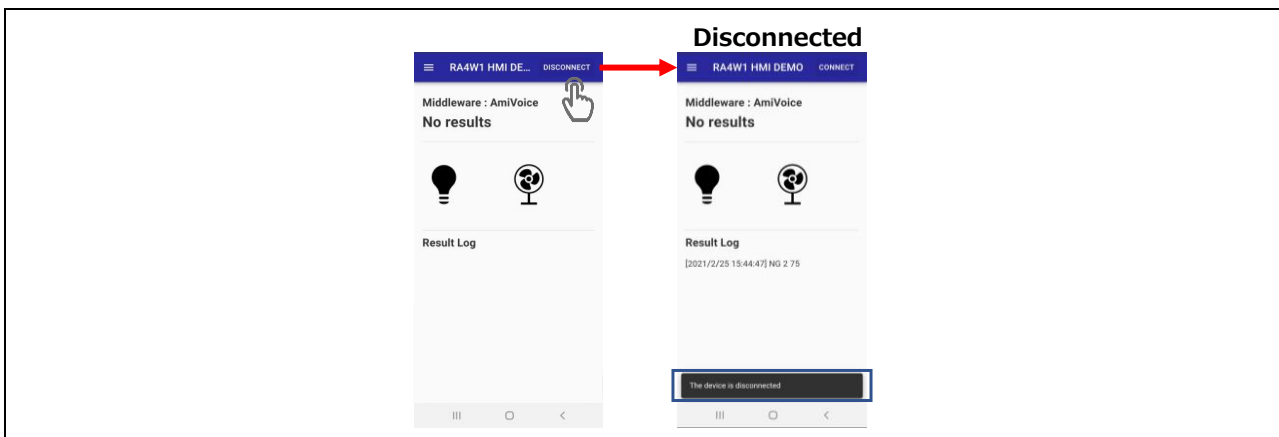 Disconnected
RA4W1 HMI DE... DISCONNECT
Middleware : AmiVoice
No results
Result Log
RA4W1 HMI DEMO CONNECT
Middleware : AmiVoice
No results
Result Log
[2021/2/25 15:44:47] NG 2 75
The device is disconnected